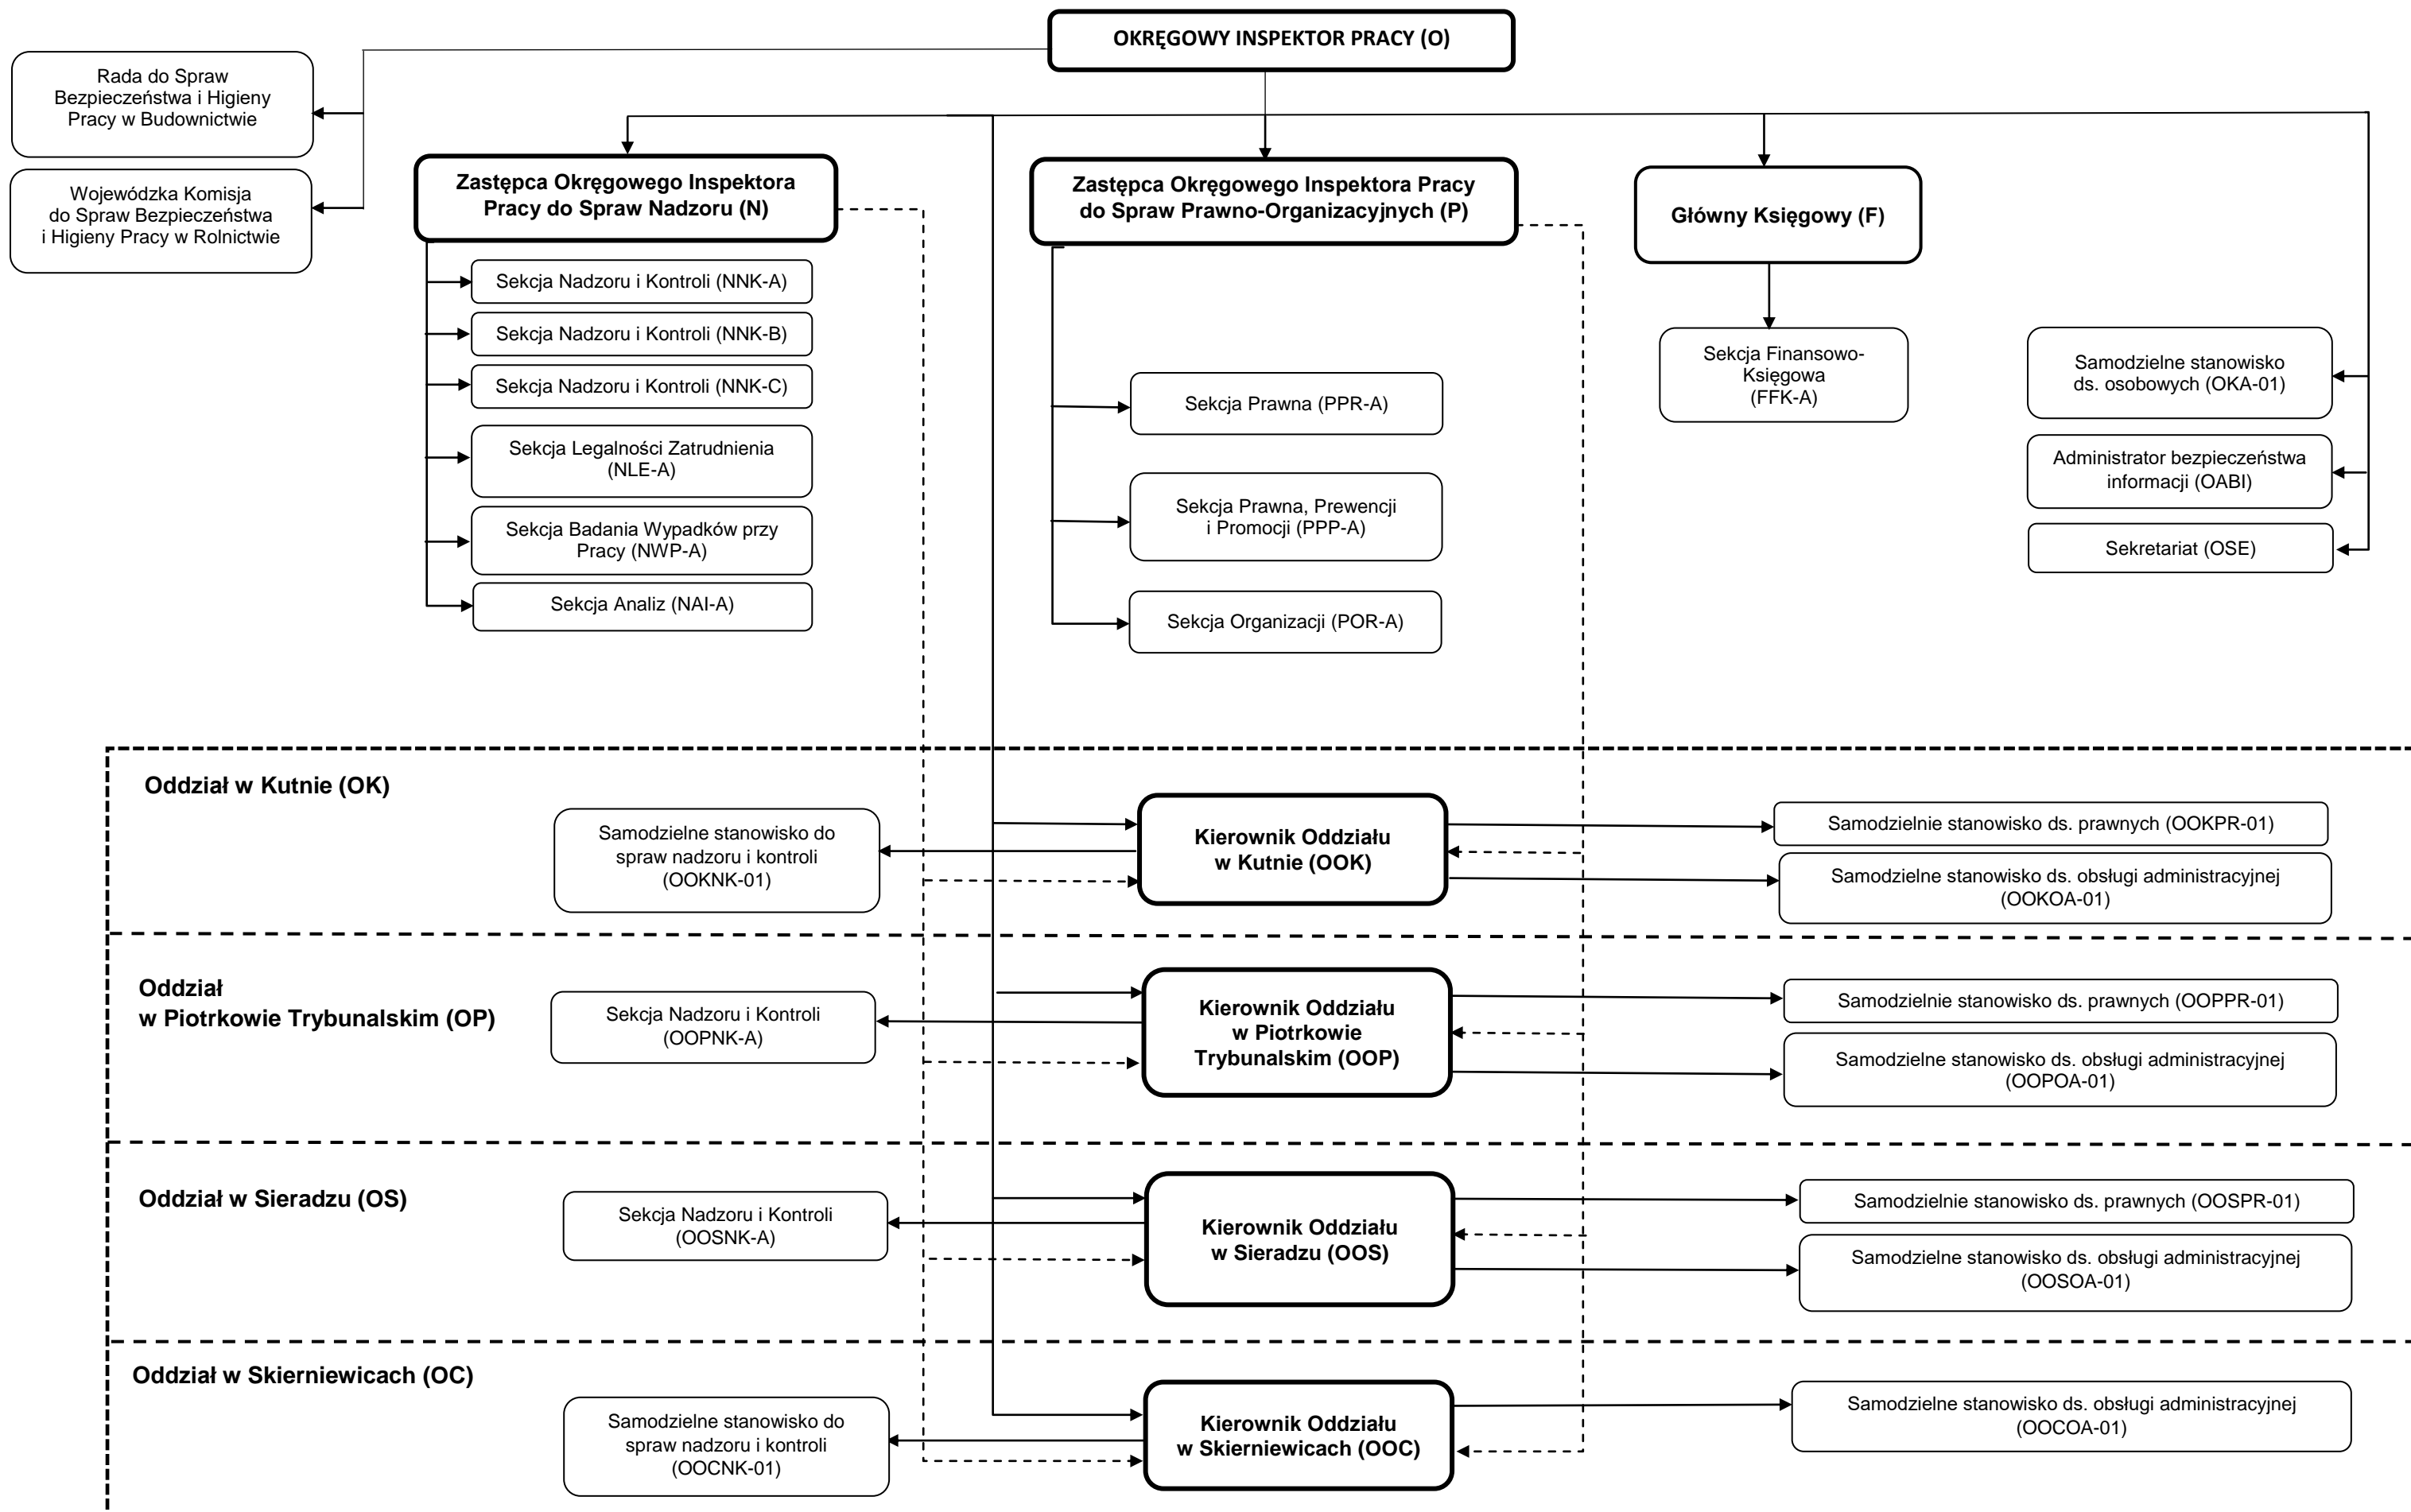 OKRĘGOWY INSPEKTOR PRACY (O)
Rada do Spraw
Bezpieczeństwa i Higieny
Pracy w Budownictwie
Wojewódzka Komisja
do Spraw Bezpieczeństwa
i Higieny Pracy w Rolnictwie
Zastępca Okręgowego Inspektora
Pracy do Spraw Nadzoru (N)
Zastępca Okręgowego Inspektora Pracy
do Spraw Prawno-Organizacyjnych (P)
Główny Księgowy (F)
Sekcja Nadzoru i Kontroli (NNK-A)
Sekcja Nadzoru i Kontroli (NNK-B)
Sekcja Nadzoru i Kontroli (NNK-C)
Sekcja Legalności Zatrudnienia
(NLE-A)
Sekcja Badania Wypadków przy
Pracy (NWP-A)
Sekcja Analiz (NAI-A)
Sekcja Prawna (PPR-A)
Sekcja Prawna, Prewencji
i Promocji (PPP-A)
Sekcja Organizacji (POR-A)
Sekcja Finansowo-
Księgowa
(FFK-A)
Samodzielne stanowisko
ds. osobowych (OKA-01)
Administrator bezpieczeństwa
informacji (OABI)
Sekretariat (OSE)
Oddział w Kutnie (OK)
Samodzielne stanowisko do
spraw nadzoru i kontroli
(OOKNK-01)
Kierownik Oddziału
w Kutnie (OOK)
Samodzielnie stanowisko ds. prawnych (OOKPR-01)
Samodzielne stanowisko ds. obsługi administracyjnej
(OOKOA-01)
Oddział
w Piotrkowie Trybunalskim (OP)
Sekcja Nadzoru i Kontroli
(OOPNK-A)
Kierownik Oddziału
w Piotrkowie
Trybunalskim (OOP)
Samodzielnie stanowisko ds. prawnych (OOPPR-01)
Samodzielne stanowisko ds. obsługi administracyjnej
(OOPOA-01)
Oddział w Sieradzu (OS)
Sekcja Nadzoru i Kontroli
(OOSNK-A)
Kierownik Oddziału
w Sieradzu (OOS)
Samodzielnie stanowisko ds. prawnych (OOSPR-01)
Samodzielne stanowisko ds. obsługi administracyjnej
(OOSOA-01)
Oddział w Skierniewicach (OC)
Samodzielne stanowisko do
spraw nadzoru i kontroli
(OOCNK-01)
Kierownik Oddziału
w Skierniewicach (OOC)
Samodzielne stanowisko ds. obsługi administracyjnej
(OOCOA-01)